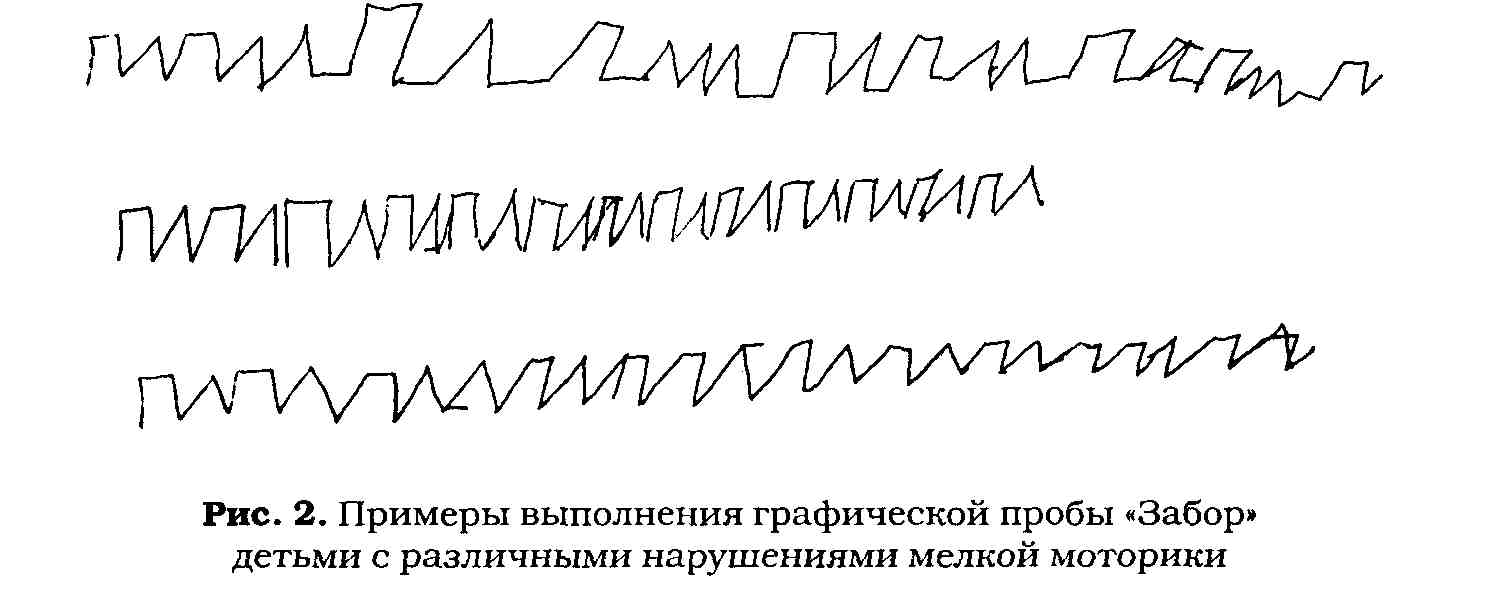 Рис. 2. Примеры выполнения графической пробы «Забор»
детьми с различными нарушениями мелкой моторики